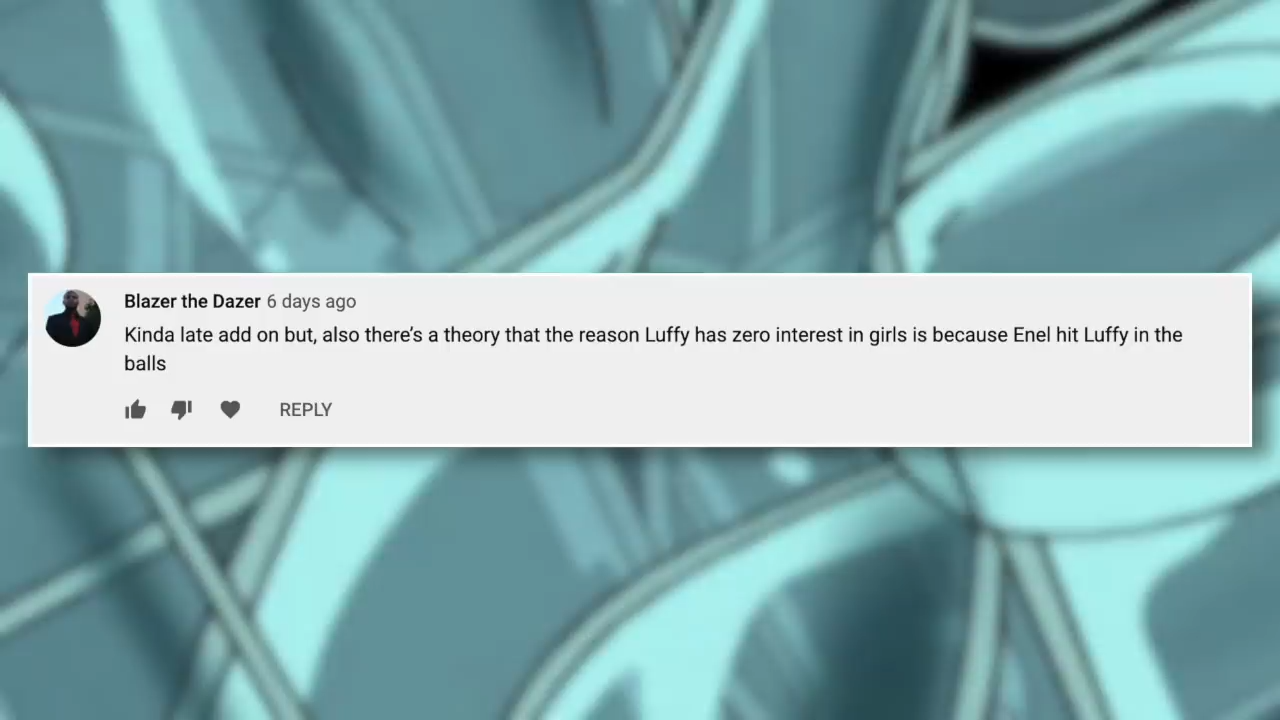 Blazer the Dazer 6 days ago
Kinda late add on but, also there’s a theory that the reason Luffy has zero interest in girls is because Enel hit Luffy in the
balls
REPLY